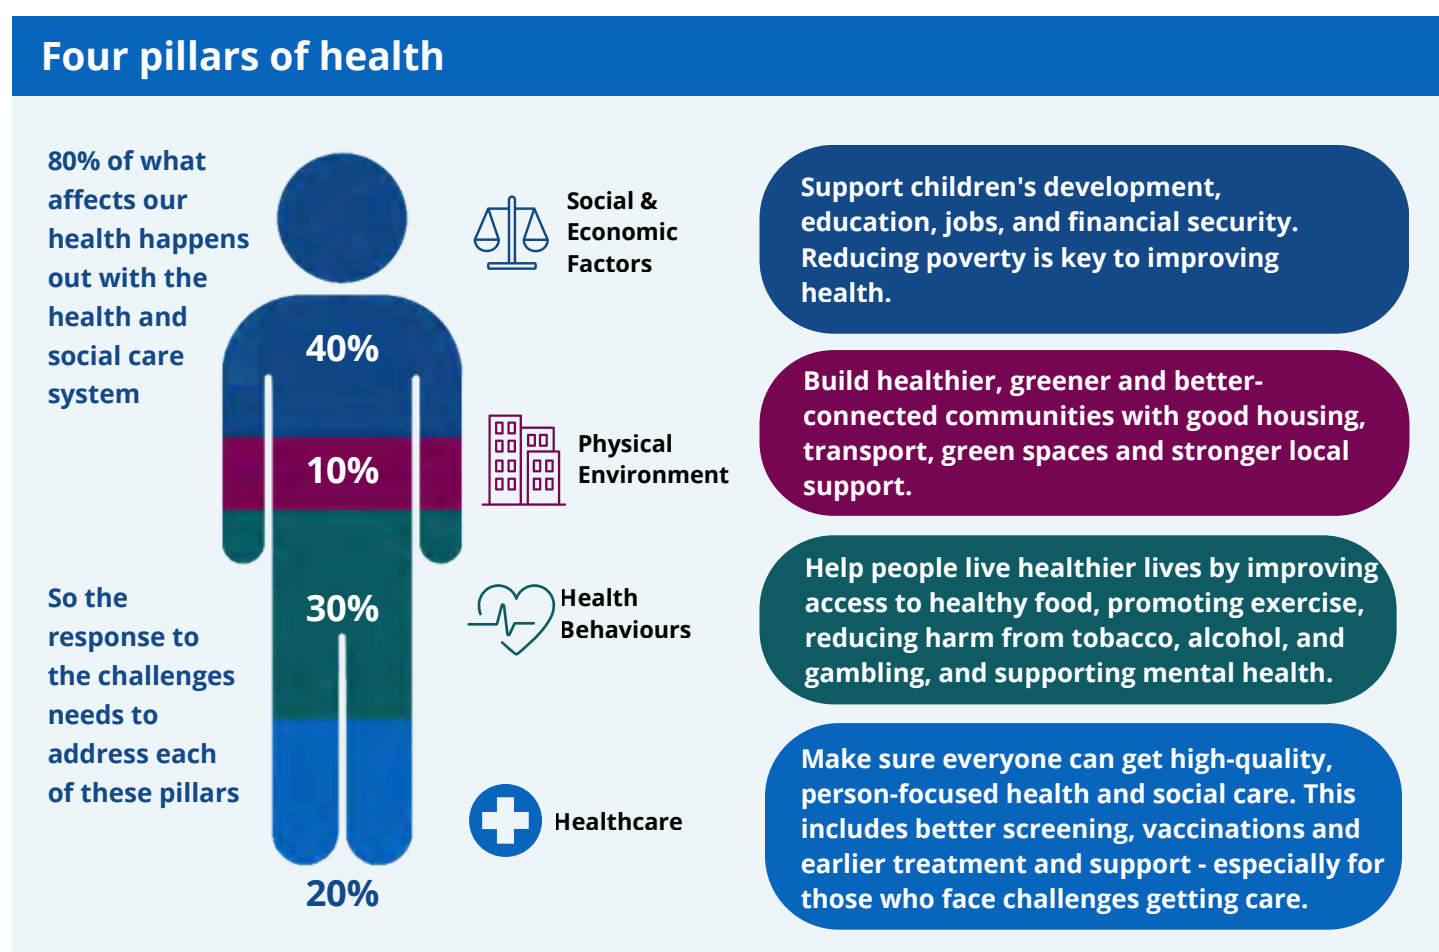 Four pillars of health
80% of what
affects our
health happens
out with the
health and
social care
system
So the
response to
the challenges
needs to
address each
of these pillars
40%
10%
30%
20%
Social &
Economic
Factors
Support children's development,
education, jobs, and financial security.
Reducing poverty is key to improving
health.
Physical
Environment
Build healthier, greener and better-
connected communities with good housing,
transport, green spaces and stronger local
support.
Health
Behaviours
Help people live healthier lives by improving
access to healthy food, promoting exercise,
reducing harm from tobacco, alcohol, and
gambling, and supporting mental health.
Healthcare
Make sure everyone can get high-quality,
person-focused health and social care. This
includes better screening, vaccinations and
earlier treatment and support - especially for
those who face challenges getting care.